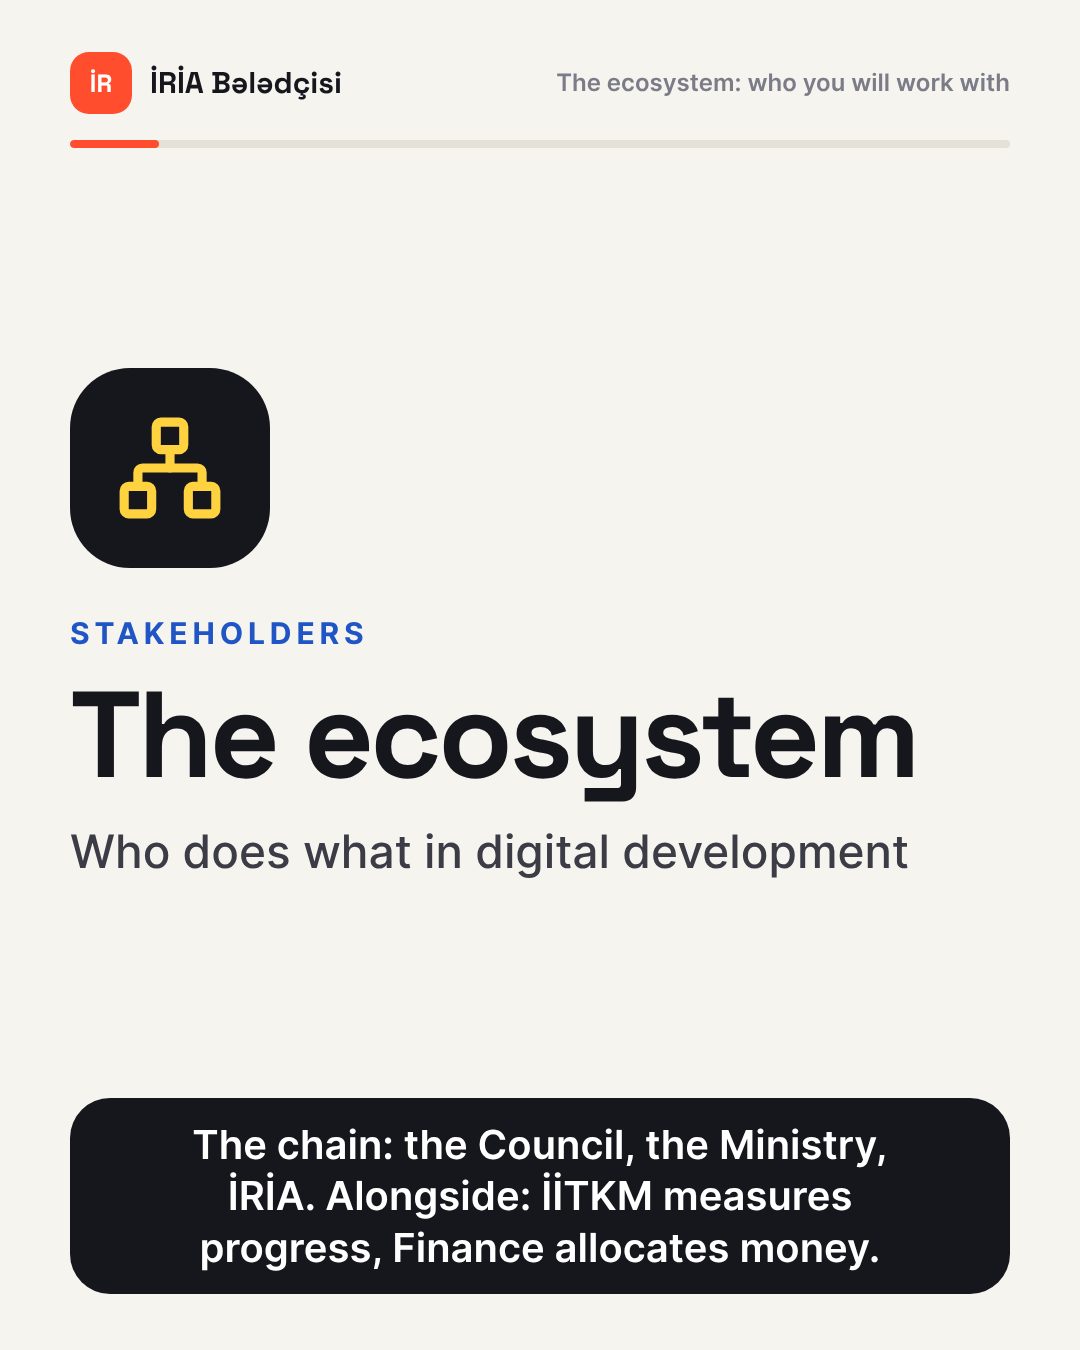 İR
İRİA Bələdçisi
The ecosystem: who you will work with
STAKEHOLDERS
The ecosystem
Who does what in digital development
The chain: the Council, the Ministry,
İRİA. Alongside: İİTKM measures
progress, Finance allocates money.